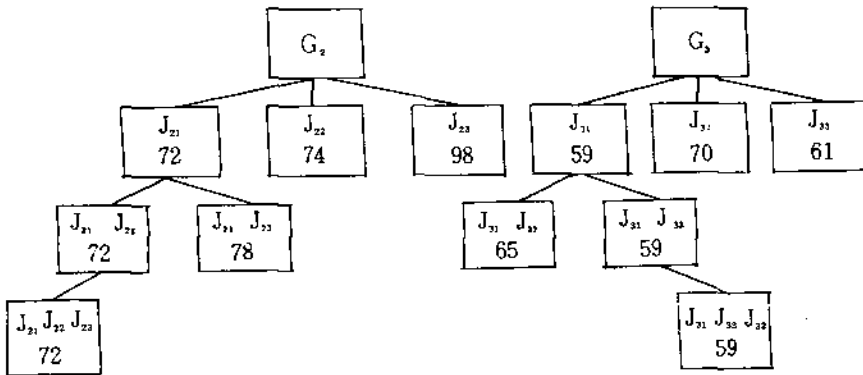 G₂
G₃
J₂₁
72
J₂₂
74
J₂₃
98
J₃₁
59
J₃₂
70
J₃₃
61
J₂₁ J₂₂
72
J₂₁ J₂₃
78
J₃₁ J₃₂
65
J₃₁ J₃₃
59
J₂₁ J₂₂ J₂₃
72
J₃₁ J₃₃ J₃₂
59